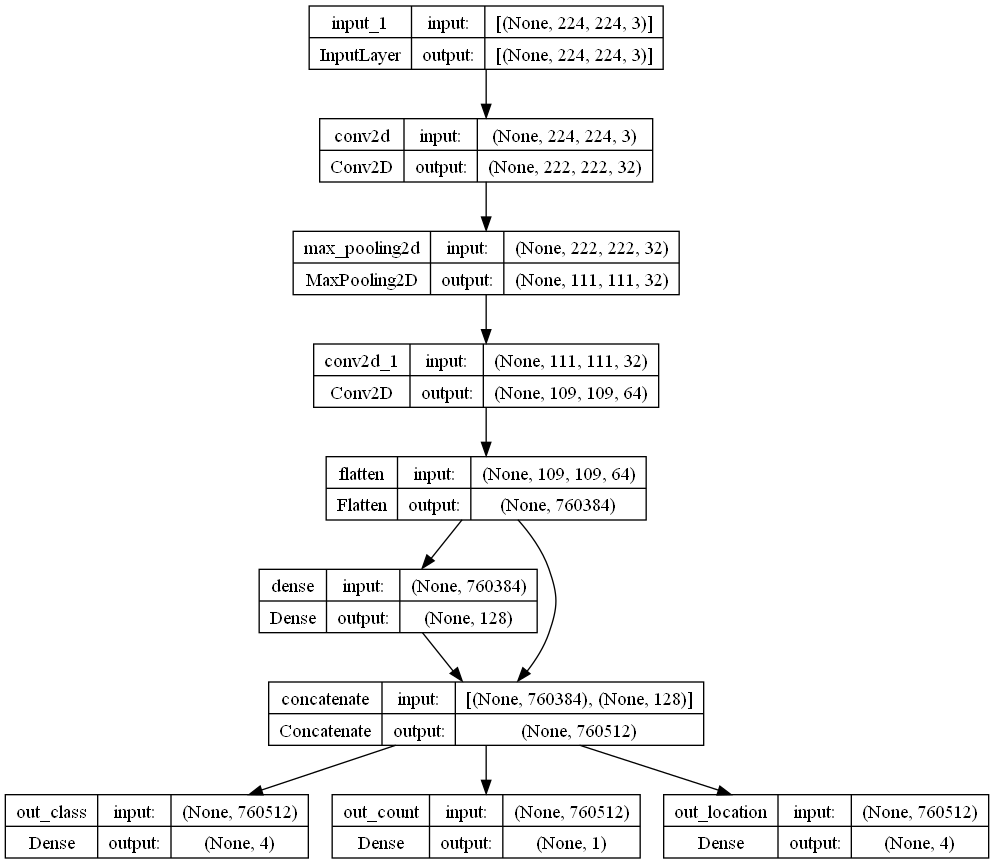 input_1 input: [(None, 224, 224, 3)]
InputLayer output: [(None, 224, 224, 3)]
conv2d input: (None, 224, 224, 3)
Conv2D output: (None, 222, 222, 32)
max_pooling2d input: (None, 222, 222, 32)
MaxPooling2D output: (None, 111, 111, 32)
conv2d_1 input: (None, 111, 111, 32)
Conv2D output: (None, 109, 109, 64)
flatten input: (None, 109, 109, 64)
Flatten output: (None, 760384)
dense input: (None, 760384)
Dense output: (None, 128)
concatenate input: [(None, 760384), (None, 128)]
Concatenate output: (None, 760512)
out_class input: (None, 760512)
Dense output: (None, 4)
out_count input: (None, 760512)
Dense output: (None, 1)
out_location input: (None, 760512)
Dense output: (None, 4)